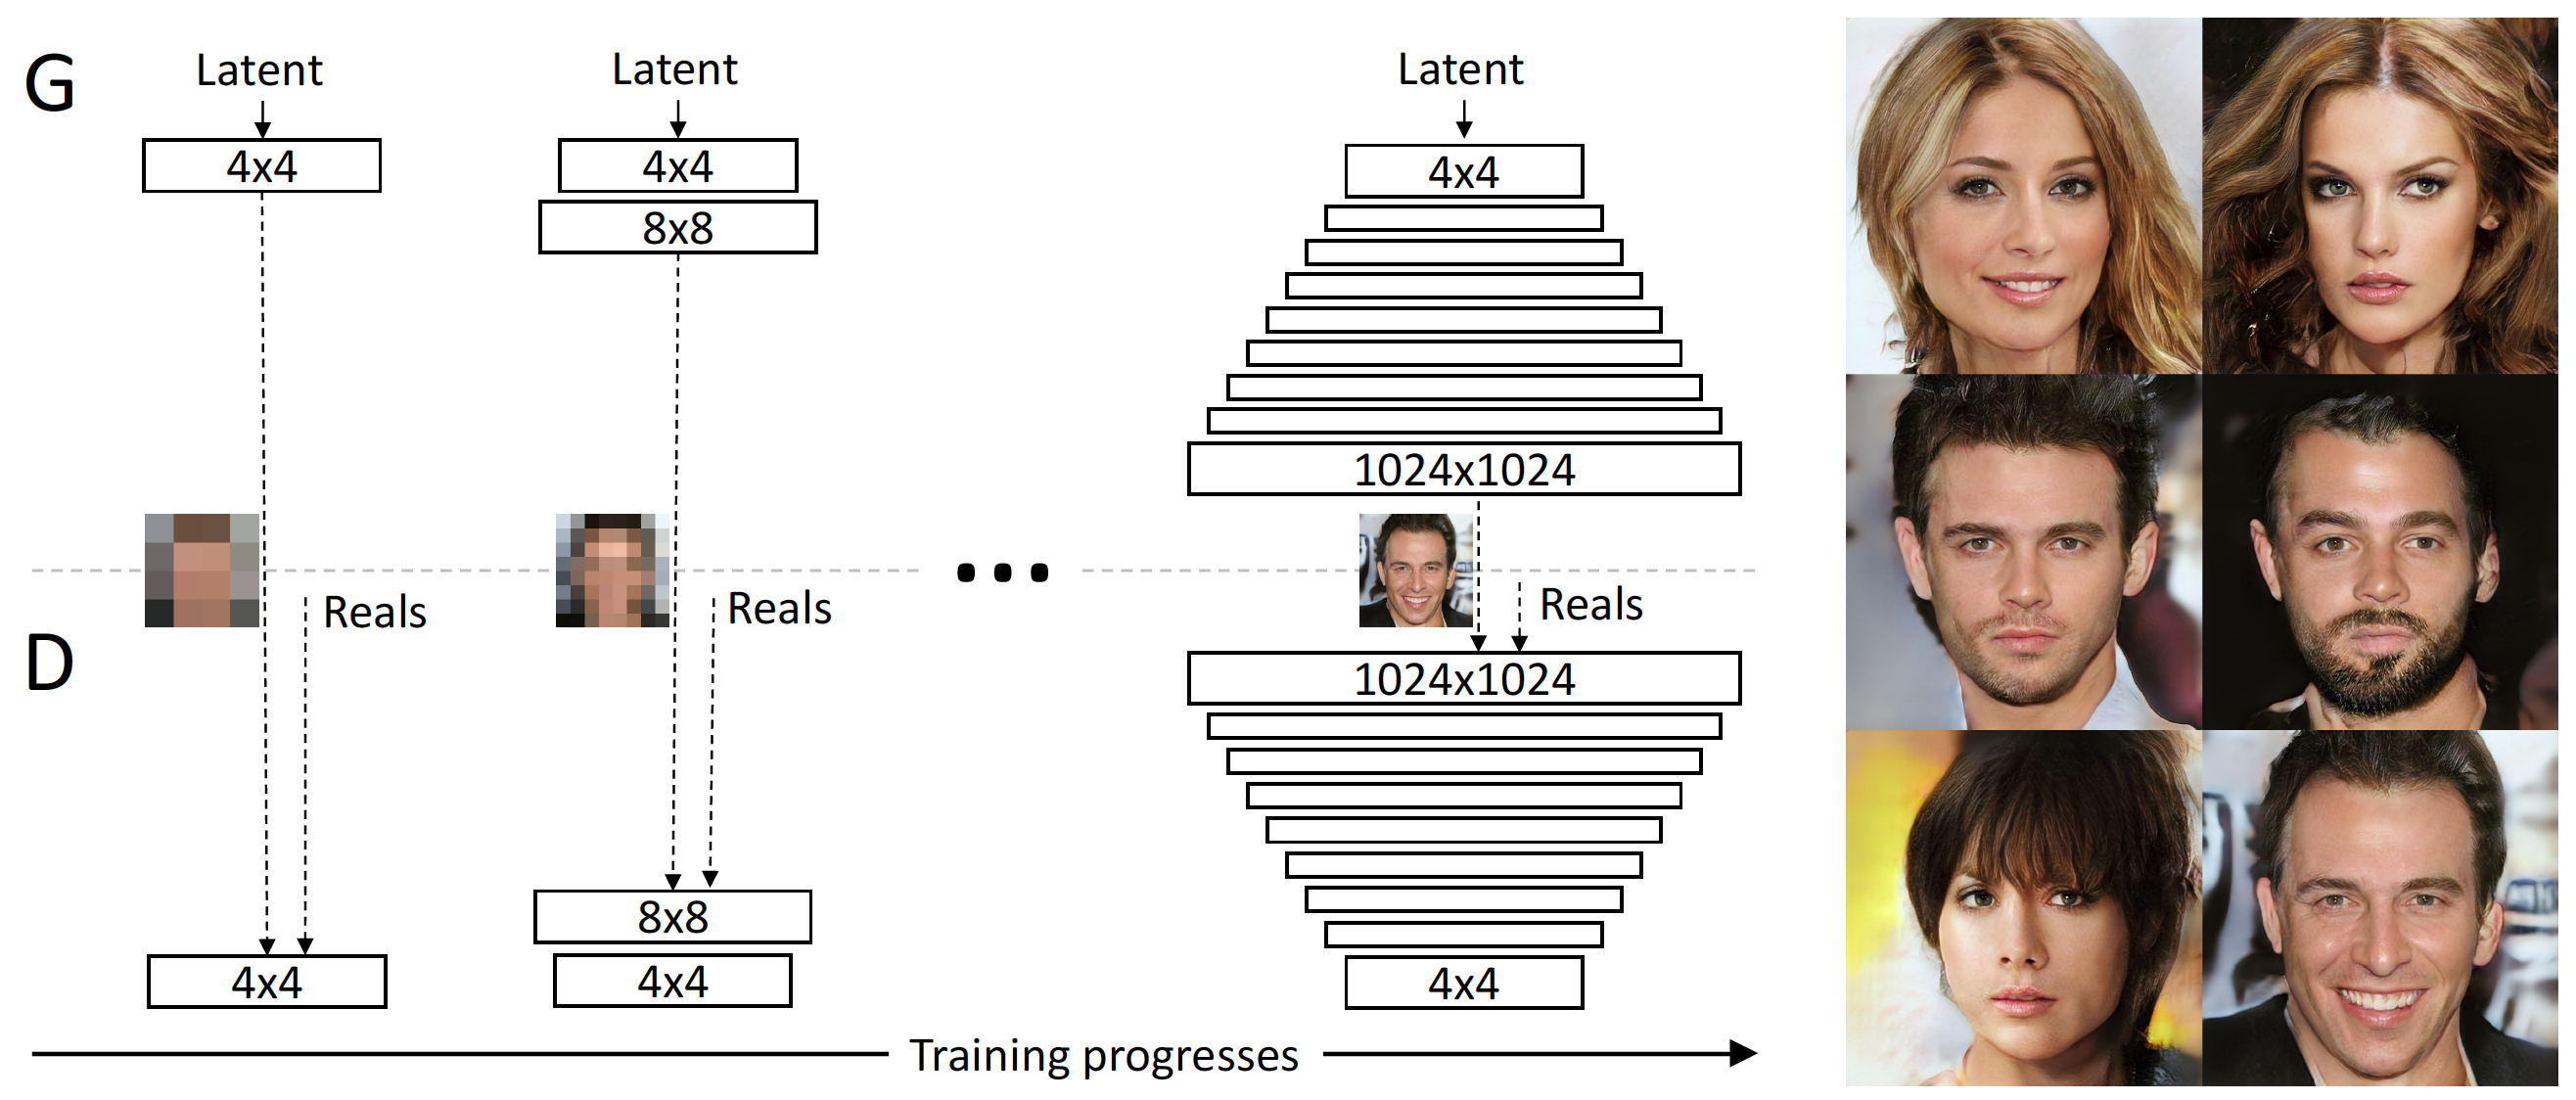 G
Latent
Latent
Latent
4x4
4x4
4x4
8x8
1024x1024
Reals
Reals
Reals
D
1024x1024
8x8
4x4
4x4
4x4
Training progresses